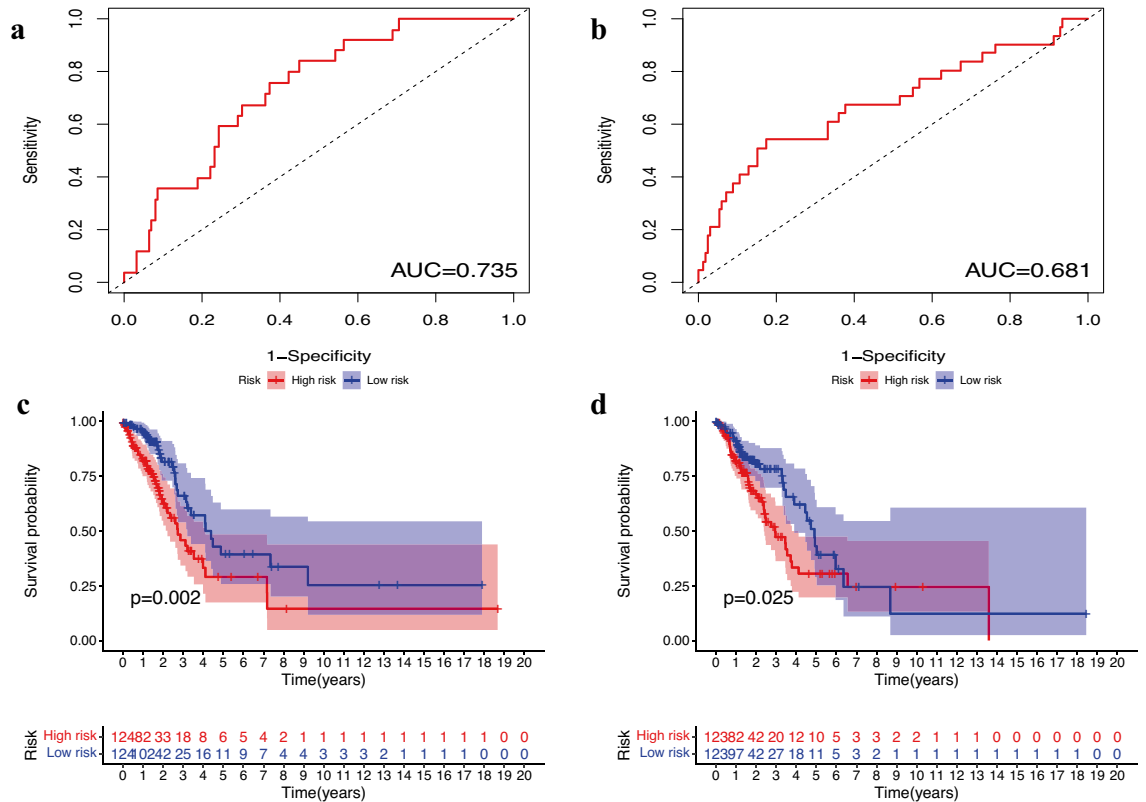 a
Sensitivity
0.0 0.2 0.4 0.6 0.8 1.0
AUC=0.735
0.0 0.2 0.4 0.6 0.8 1.0
1−Specificity
b
Sensitivity
0.0 0.2 0.4 0.6 0.8 1.0
AUC=0.681
0.0 0.2 0.4 0.6 0.8 1.0
1−Specificity
c
Risk High risk Low risk
Survival probability
1.00
0.75
0.50
0.25
0.00
p=0.002
0 1 2 3 4 5 6 7 8 9 10 11 12 13 14 15 16 17 18 19 20
Time(years)
Risk
High risk 124 82 33 18 8 6 5 4 2 1 1 1 1 1 1 1 1 1 1 0 0
Low risk 124 102 42 25 16 11 9 7 4 4 3 3 3 2 1 1 1 1 0 0 0
0 1 2 3 4 5 6 7 8 9 10 11 12 13 14 15 16 17 18 19 20
Time(years)
d
Risk High risk Low risk
Survival probability
1.00
0.75
0.50
0.25
0.00
p=0.025
0 1 2 3 4 5 6 7 8 9 10 11 12 13 14 15 16 17 18 19 20
Time(years)
Risk
High risk 123 82 42 20 12 10 5 3 3 2 2 1 1 1 0 0 0 0 0 0 0
Low risk 123 97 42 27 18 11 5 3 2 1 1 1 1 1 1 1 1 1 1 0 0
0 1 2 3 4 5 6 7 8 9 10 11 12 13 14 15 16 17 18 19 20
Time(years)